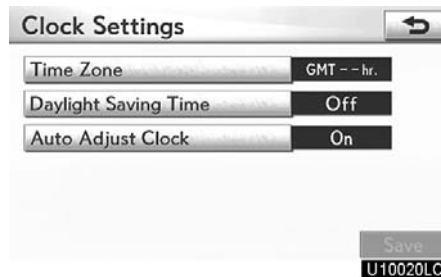 Clock Settings
Time Zone GMT – – hr.
Daylight Saving Time Off
Auto Adjust Clock On
Save
U10020LC